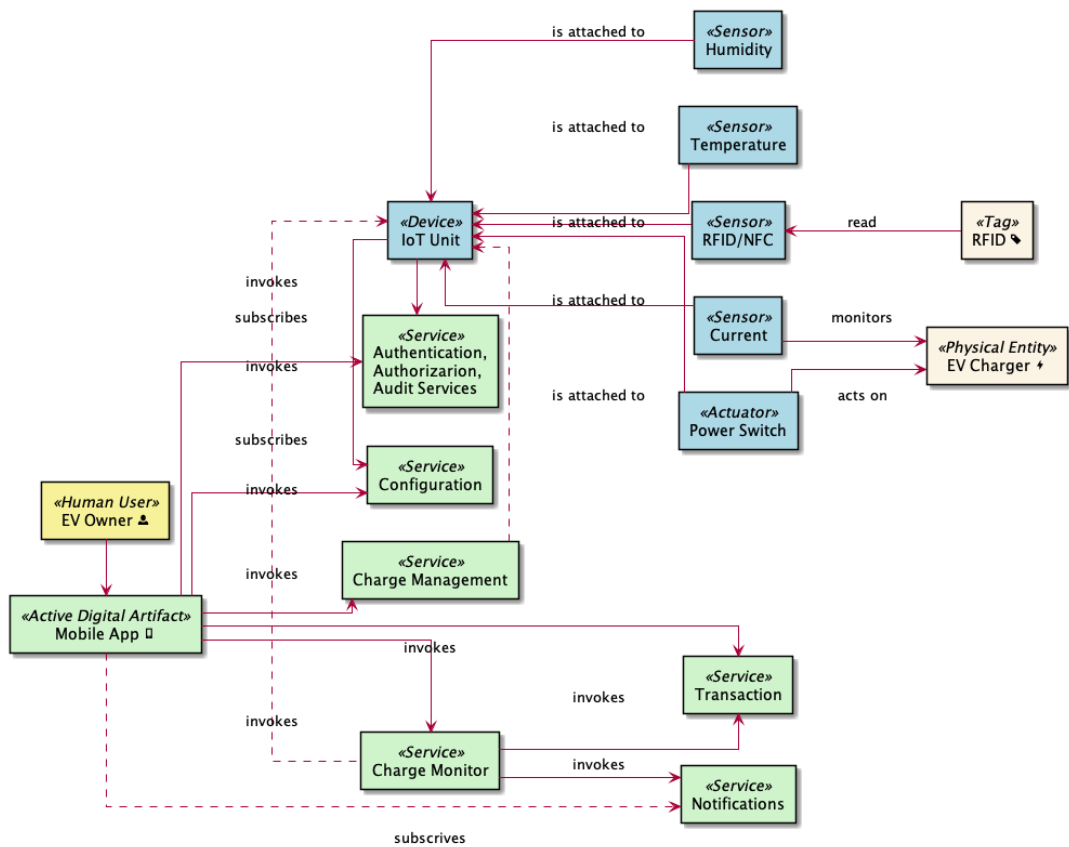 is attached to
«Sensor»
Humidity
is attached to
«Sensor»
Temperature
«Device»
IoT Unit
is attached to
«Sensor»
RFID/NFC
read
«Tag»
RFID
invokes
subscribes
is attached to
«Sensor»
Current
monitors
«Service»
Authentication,
Authorizarion,
Audit Services
invokes
«Physical Entity»
EV Charger
is attached to
«Actuator»
Power Switch
acts on
subscribes
«Service»
Configuration
invokes
«Human User»
EV Owner
«Service»
Charge Management
invokes
«Active Digital Artifact»
Mobile App
invokes
«Service»
Transaction
invokes
invokes
«Service»
Charge Monitor
invokes
«Service»
Notifications
subscrives